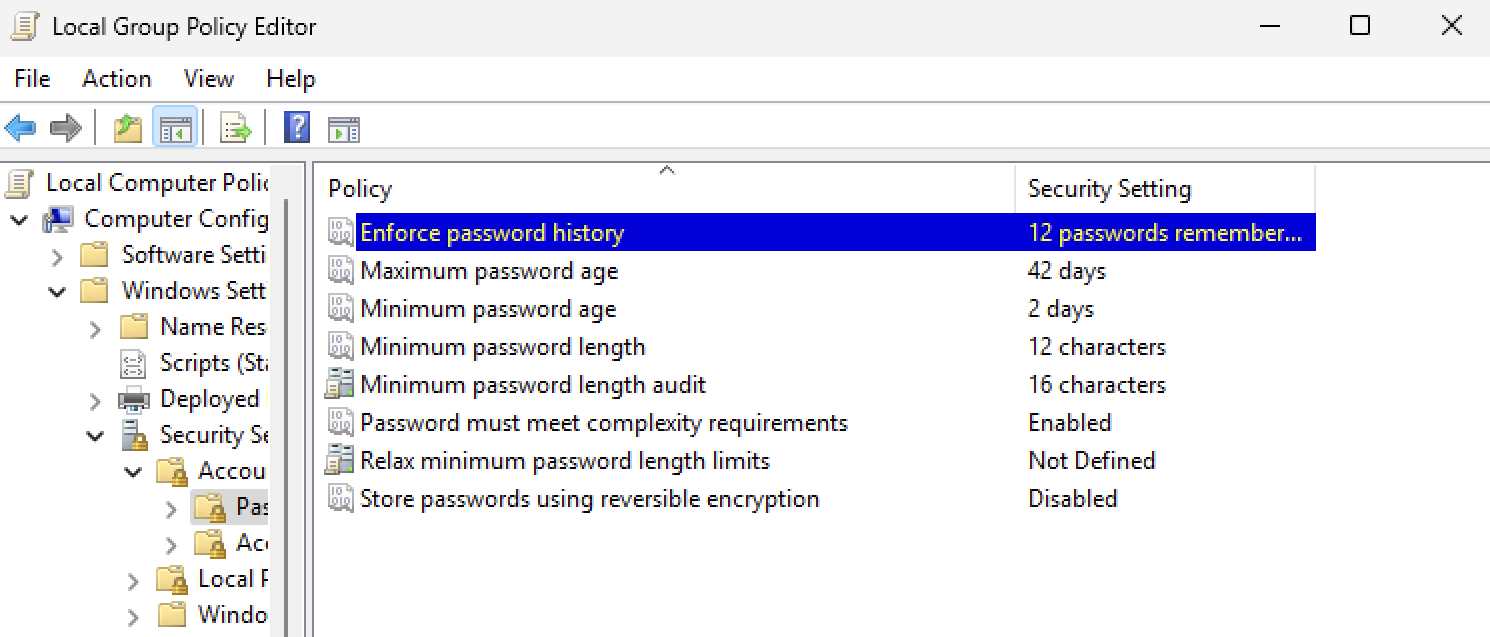 Local Group Policy Editor
File Action View Help
Local Computer Polic
Computer Config
Software Setti
Windows Sett
Name Res
Scripts (Sta
Deployed
Security Se
Accou
Pas
Acc
Local P
Windo
Policy Security Setting
Enforce password history 12 passwords remember...
Maximum password age 42 days
Minimum password age 2 days
Minimum password length 12 characters
Minimum password length audit 16 characters
Password must meet complexity requirements Enabled
Relax minimum password length limits Not Defined
Store passwords using reversible encryption Disabled